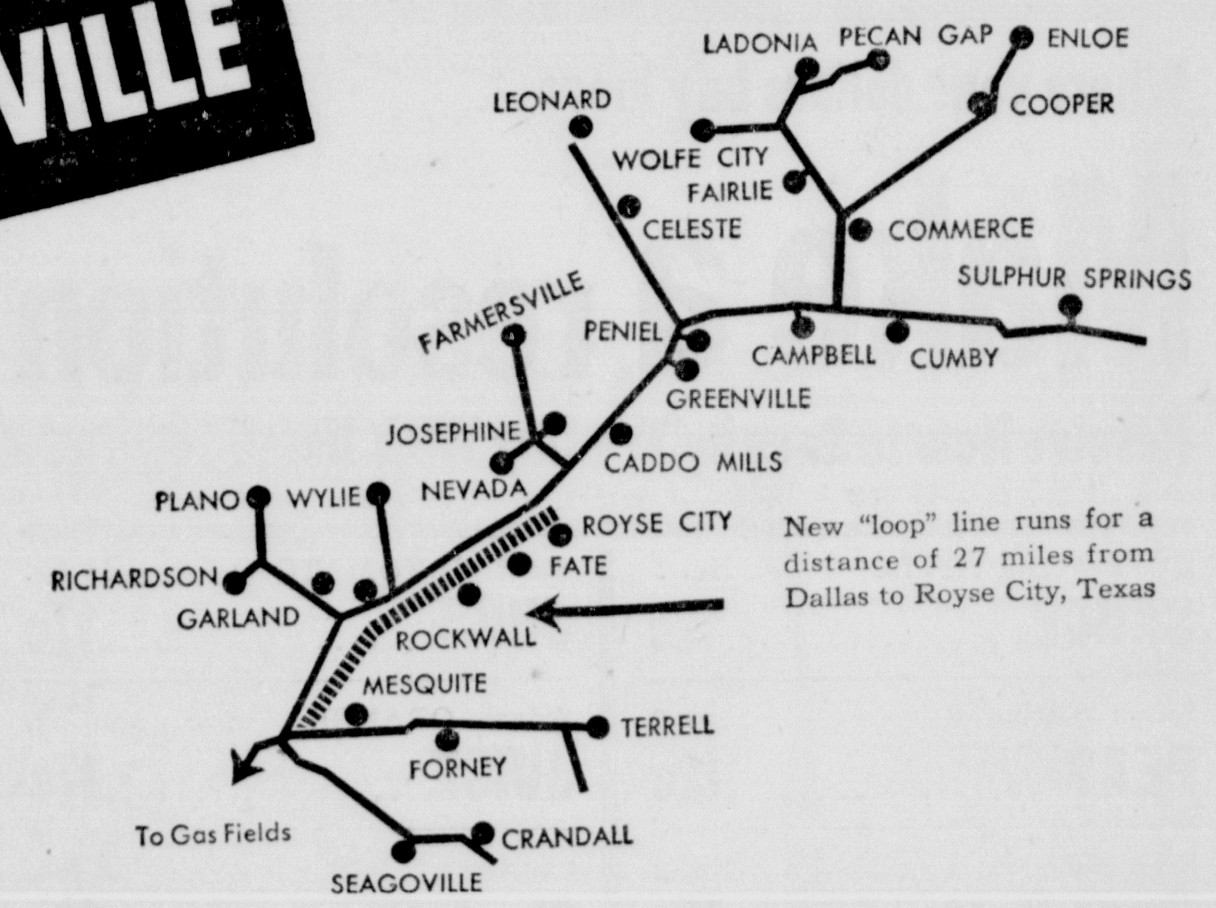 VILLE
LADONIA
PECAN GAP
ENLOE
LEONARD
COOPER
WOLFE CITY
FAIRLIE
CELESTE
COMMERCE
SULPHUR SPRINGS
FARMERSVILLE
PENIEL
CAMPBELL
CUMBY
GREENVILLE
JOSEPHINE
CADDO MILLS
NEVADA
PLANO
WYLIE
ROYSE CITY
FATE
RICHARDSON
GARLAND
ROCKWALL
New "loop" line runs for a
distance of 27 miles from
Dallas to Royse City, Texas
MESQUITE
TERRELL
FORNEY
To Gas Fields
CRANDALL
SEAGOVILLE